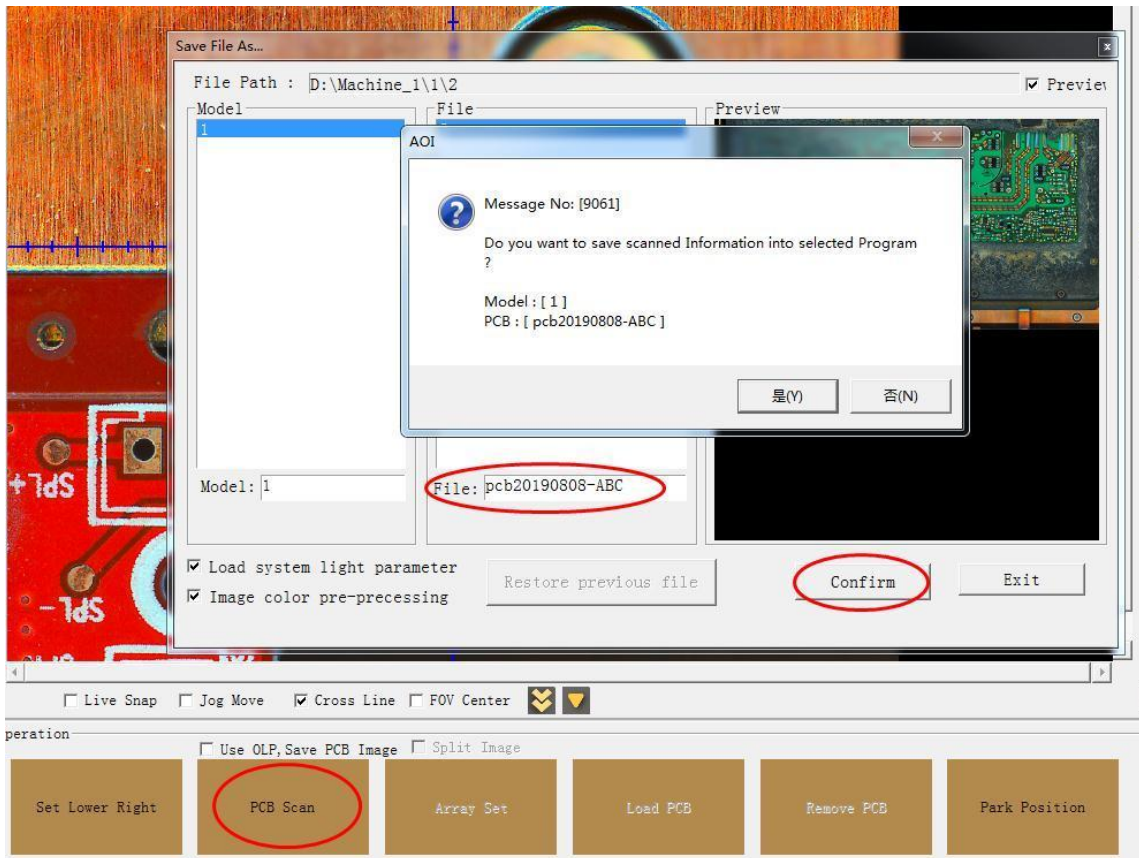 Save File As...
File Path : D:\Machine_1\1\2
Preview
Model
File
Preview
1
AOI
Message No: [9061]
Do you want to save scanned Information into selected Program
?
Model : [ 1 ]
PCB : [ pcb20190808-ABC ]
是(Y)
否(N)
Model: 1
File: pcb20190808-ABC
Load system light parameter
Image color pre-precessing
Restore previous file
Confirm
Exit
SPL+
SPL-
Live Snap
Jog Move
Cross Line
FOV Center
peration
Use OLP,Save PCB Image
Split Image
Set Lower Right
PCB Scan
Array Set
Load PCB
Remove PCB
Park Position